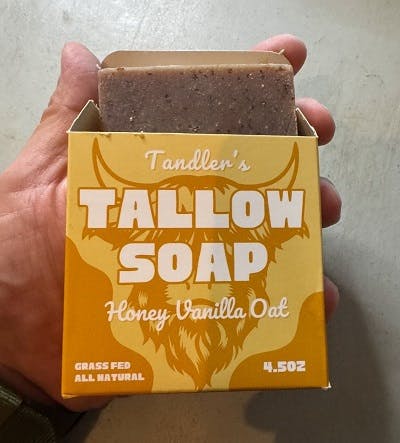 Tandler's
TALLOW
SOAP
Honey Vanilla Oat
GRASS FED
ALL NATURAL
4.5OZ